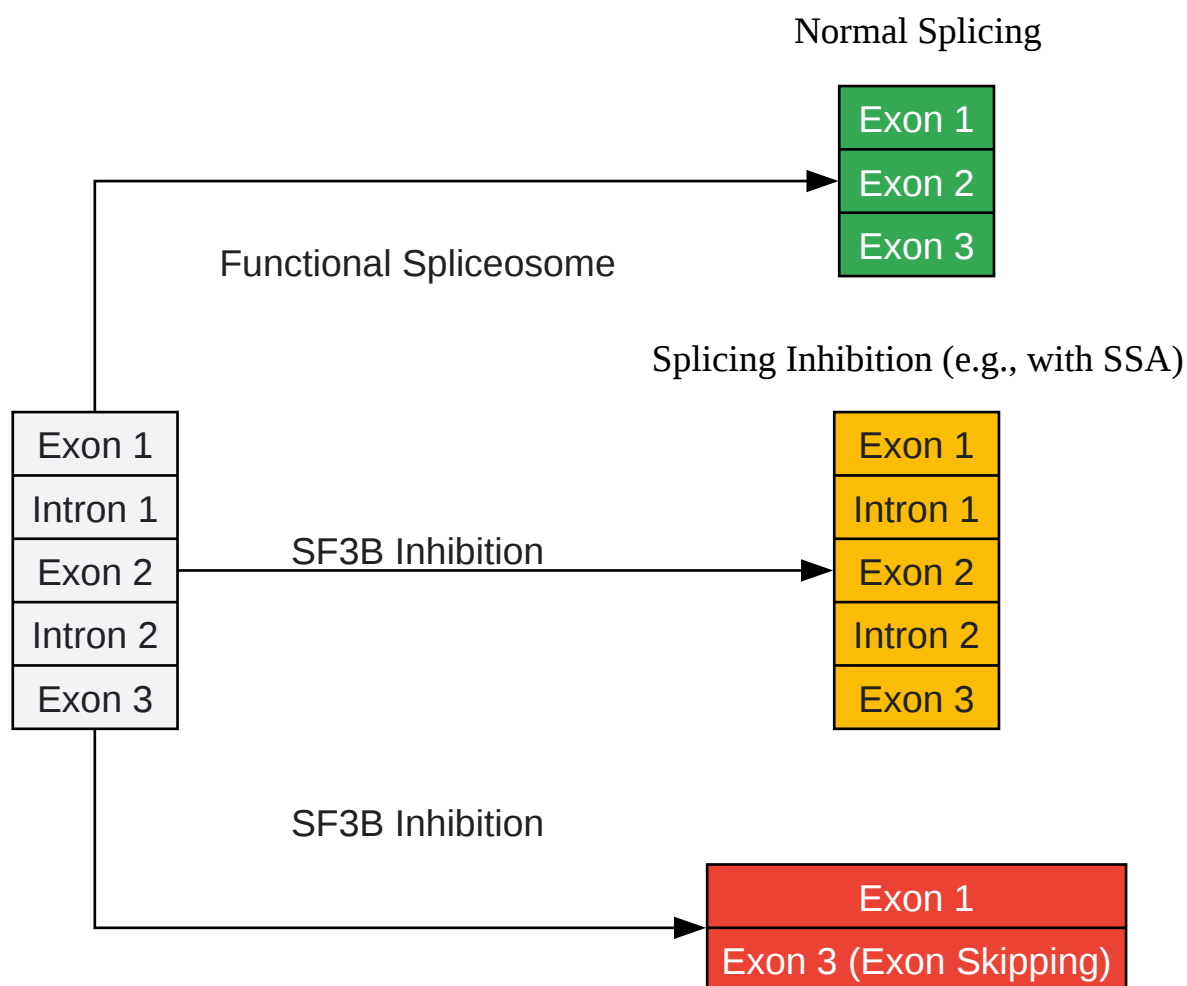 Normal Splicing
Exon 1
Exon 2
Exon 3
Functional Spliceosome
Splicing Inhibition (e.g., with SSA)
Exon 1
Intron 1
Exon 2
Intron 2
Exon 3
SF3B Inhibition
Exon 1
Intron 1
Exon 2
Intron 2
Exon 3
SF3B Inhibition
Exon 1
Exon 3 (Exon Skipping)